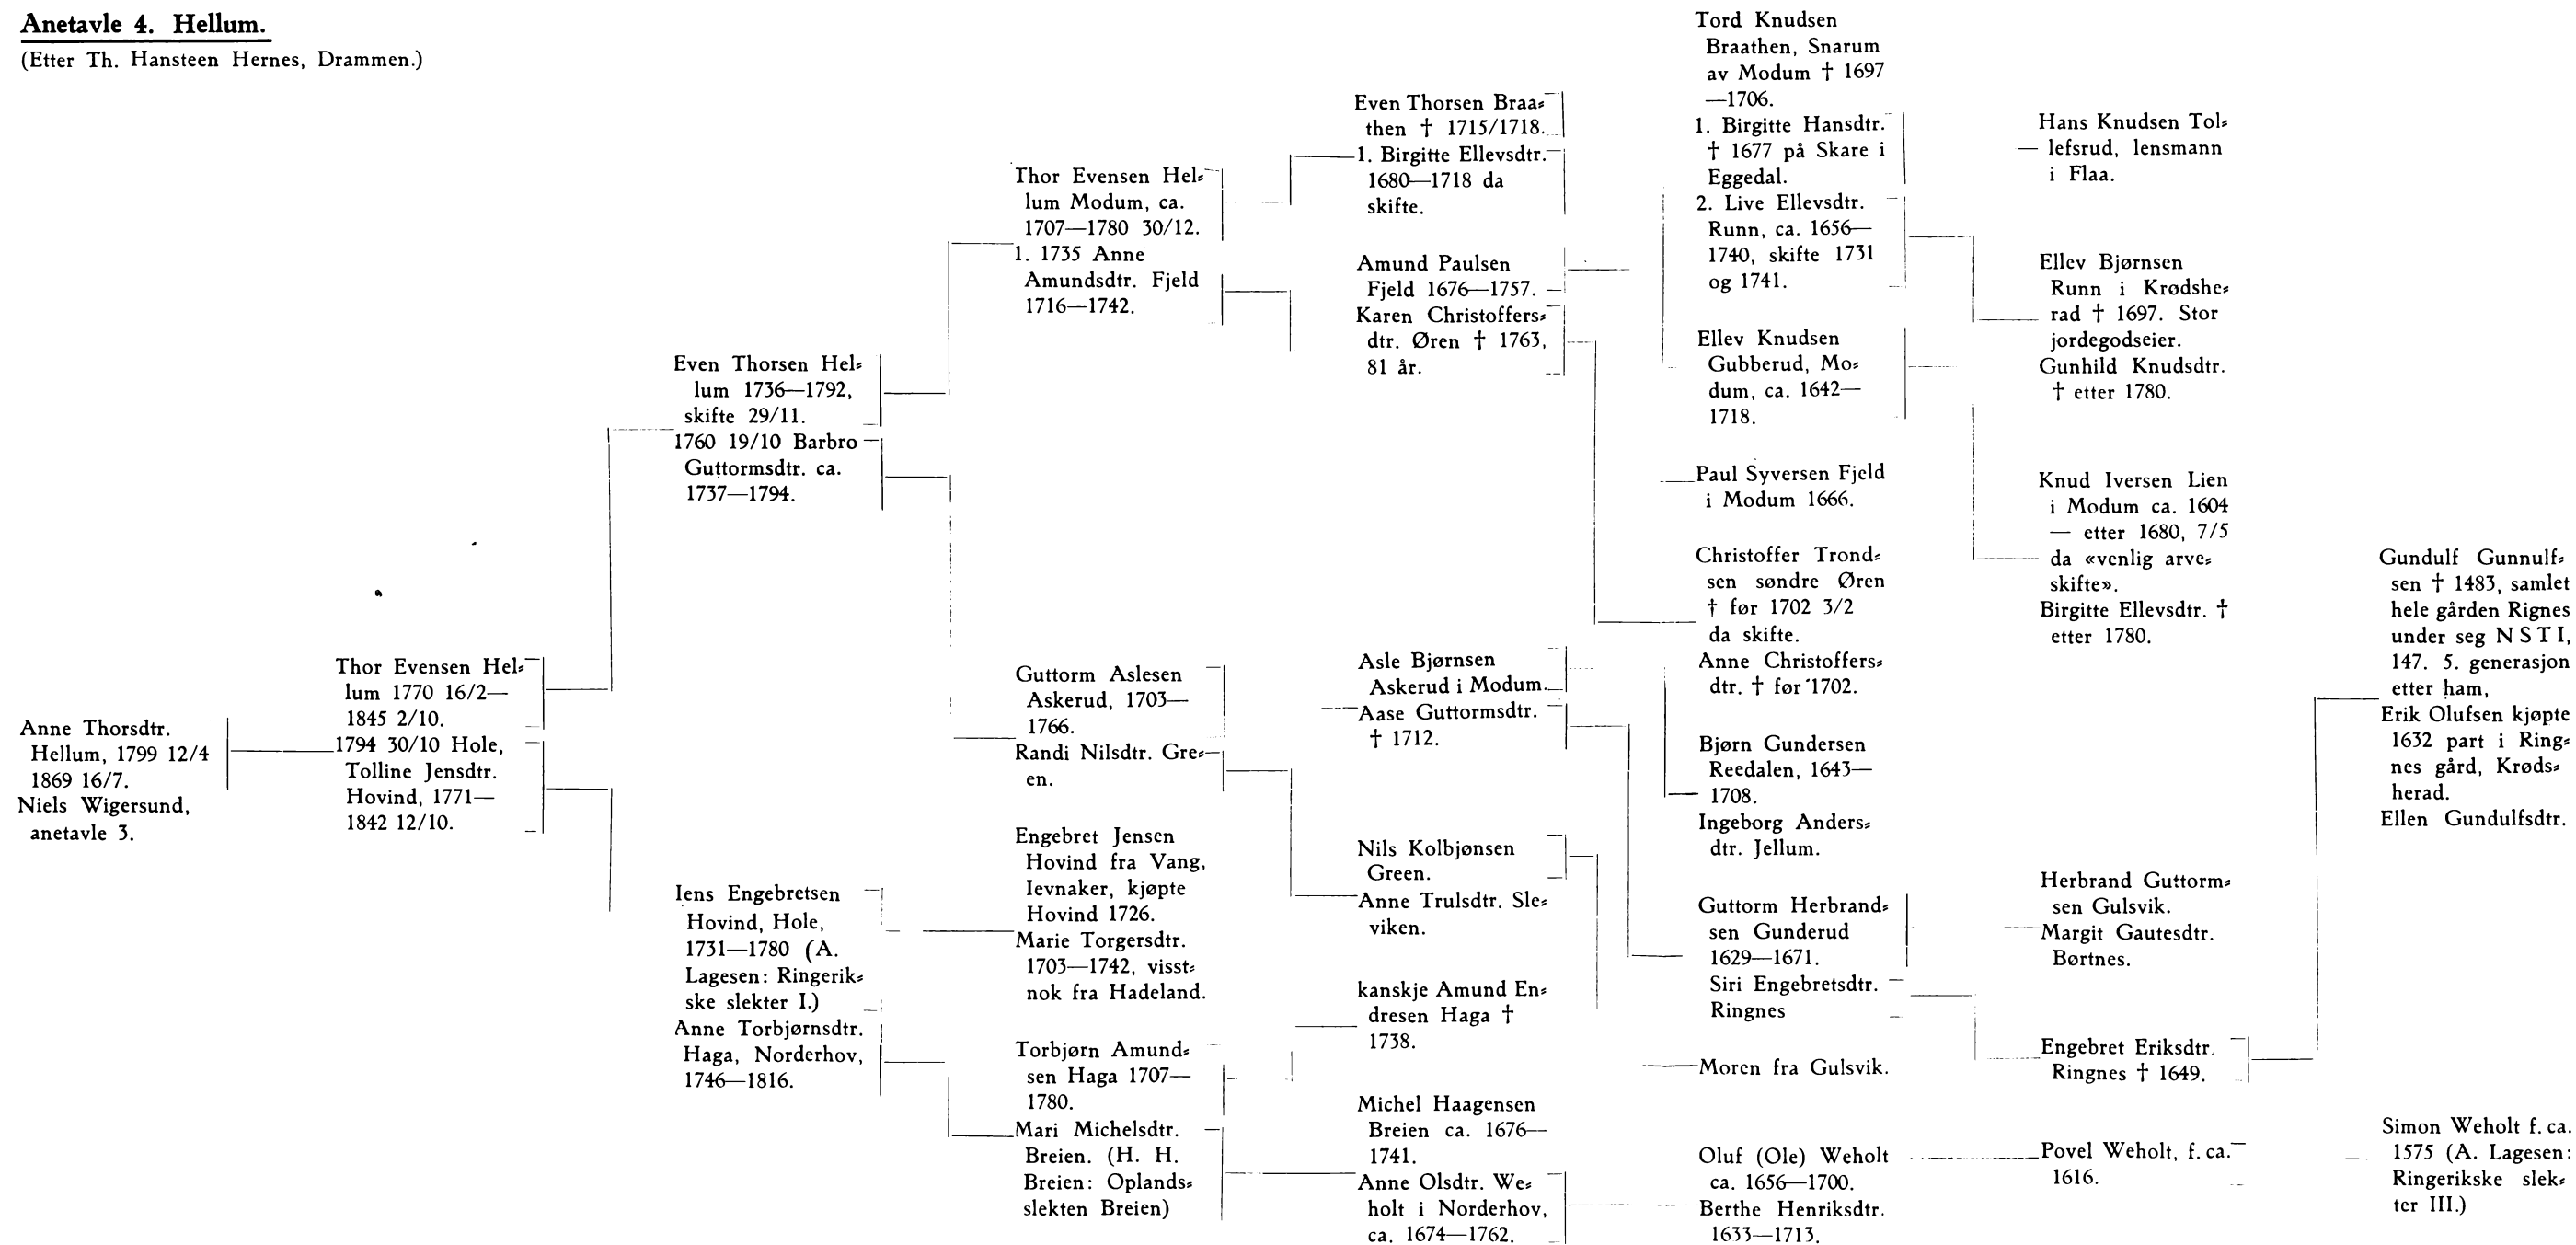 Anetavle 4. Hellum.
(Etter Th. Hansteen Hernes, Drammen.)
Anne Thorsdtr.
Hellum, 1799 12/4
1869 16/7.
Niels Wigersund,
anetavle 3.
Thor Evensen Hel⸗
lum 1770 16/2—
1845 2/10.
1794 30/10 Hole,
Tolline Jensdtr.
Hovind, 1771—
1842 12/10.
Even Thorsen Hel⸗
lum 1736—1792,
skifte 29/11.
1760 19/10 Barbro
Guttormsdtr. ca.
1737—1794.
Iens Engebretsen
Hovind, Hole,
1731—1780 (A.
Lagesen: Ringerik⸗
ske slekter I.)
Anne Torbjørnsdtr.
Haga, Norderhov,
1746—1816.
Thor Evensen Hel⸗
lum Modum, ca.
1707—1780 30/12.
1. 1735 Anne
Amundsdtr. Fjeld
1716—1742.
Guttorm Aslesen
Askerud, 1703—
1766.
Randi Nilsdtr. Gre⸗
en.
Engebret Jensen
Hovind fra Vang,
Ievnaker, kjøpte
Hovind 1726.
Marie Torgersdtr.
1703—1742, visst⸗
nok fra Hadeland.
Torbjørn Amund⸗
sen Haga 1707—
1780.
Mari Michelsdtr.
Breien. (H. H.
Breien: Oplands⸗
slekten Breien)
Even Thorsen Braa⸗
then † 1715/1718.
1. Birgitte Ellevsdtr.
1680—1718 da
skifte.
Amund Paulsen
Fjeld 1676—1757.
Karen Christoffers⸗
dtr. Øren † 1763,
81 år.
Asle Bjørnsen
Askerud i Modum.
Aase Guttormsdtr.
† 1712.
Nils Kolbjønsen
Green.
Anne Trulsdtr. Sle⸗
viken.
kanskje Amund En⸗
dresen Haga †
1738.
Michel Haagensen
Breien ca. 1676—
1741.
Anne Olsdtr. We⸗
holt i Norderhov,
ca. 1674—1762.
Tord Knudsen
Braathen, Snarum
av Modum † 1697
—1706.
1. Birgitte Hansdtr.
† 1677 på Skare i
Eggedal.
2. Live Ellevsdtr.
Runn, ca. 1656—
1740, skifte 1731
og 1741.
Ellev Knudsen
Gubberud, Mo⸗
dum, ca. 1642—
1718.
Paul Syversen Fjeld
i Modum 1666.
Christoffer Trond⸗
sen søndre Øren
† før 1702 3/2
da skifte.
Anne Christoffers⸗
dtr. † før 1702.
Bjørn Gundersen
Reedalen, 1643—
1708.
Ingeborg Anders⸗
dtr. Jellum.
Guttorm Herbrand⸗
sen Gunderud
1629—1671.
Siri Engebretsdtr.
Ringnes
Moren fra Gulsvik.
Oluf (Ole) Weholt
ca. 1656—1700.
Berthe Henriksdtr.
1633—1713.
Hans Knudsen Tol⸗
lefsrud, lensmann
i Flaa.
Ellev Bjørnsen
Runn i Krødshe⸗
rad † 1697. Stor
jordegodseier.
Gunhild Knudsdtr.
† etter 1780.
Knud Iversen Lien
i Modum ca. 1604
— etter 1680, 7/5
da «venlig arve⸗
skifte».
Birgitte Ellevsdtr. †
etter 1780.
Herbrand Guttorm⸗
sen Gulsvik.
Margit Gautesdtr.
Børtnes.
Engebret Eriksdtr.
Ringnes † 1649.
Povel Weholt, f. ca.
1616.
Gundulf Gunnulf⸗
sen † 1483, samlet
hele gården Rignes
under seg N S T I,
147. 5. generasjon
etter ham,
Erik Olufsen kjøpte
1632 part i Ring⸗
nes gård, Krøds⸗
herad.
Ellen Gundulfsdtr.
Simon Weholt f. ca.
1575 (A. Lagesen:
Ringerikske slek⸗
ter III.)